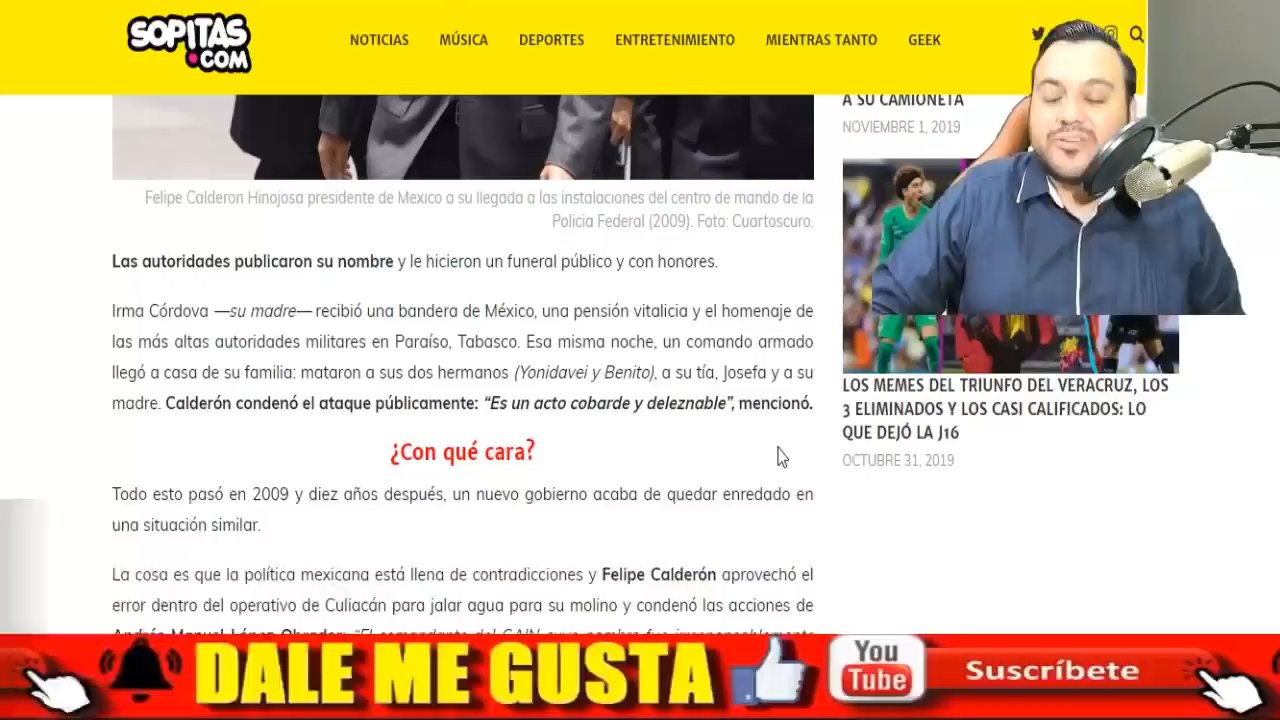 SOPITAS
.COM
NOTICIAS
MÚSICA
DEPORTES
ENTRETENIMIENTO
MIENTRAS TANTO
GEEK
A SU CAMIONETA
NOVIEMBRE 1, 2019
Felipe Calderon Hinojosa presidente de Mexico a su llegada a las instalaciones del centro de mando de la
Policia Federal (2009). Foto: Cuartoscuro.
Las autoridades publicaron su nombre y le hicieron un funeral público y con honores.
Irma Córdova —su madre— recibió una bandera de México, una pensión vitalicia y el homenaje de
las más altas autoridades militares en Paraíso, Tabasco. Esa misma noche, un comando armado
llegó a casa de su familia: mataron a sus dos hermanos (Yonidavei y Benito), a su tía, Josefa y a su
madre. Calderón condenó el ataque públicamente: “Es un acto cobarde y deleznable”, mencionó.
LOS MEMES DEL TRIUNFO DEL VERACRUZ, LOS
3 ELIMINADOS Y LOS CASI CALIFICADOS: LO
QUE DEJÓ LA J16
OCTUBRE 31, 2019
¿Con qué cara?
Todo esto pasó en 2009 y diez años después, un nuevo gobierno acaba de quedar enredado en
una situación similar.
La cosa es que la política mexicana está llena de contradicciones y Felipe Calderón aprovechó el
error dentro del operativo de Culiacán para jalar agua para su molino y condenó las acciones de
DALE ME GUSTA
You
Tube
Suscríbete